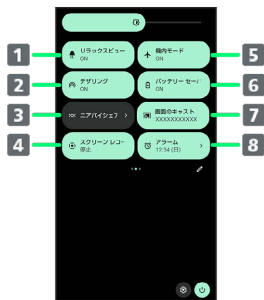 1
リラックスビュー
ON
5
機内モード
ON
2
テザリング
ON
6
バッテリー セーバ
ON
3
ニアバイシェア
7
画面のキャスト
XXXXXXXXXXX
4
スクリーン レコー
停止
8
アラーム
17:34 (日)